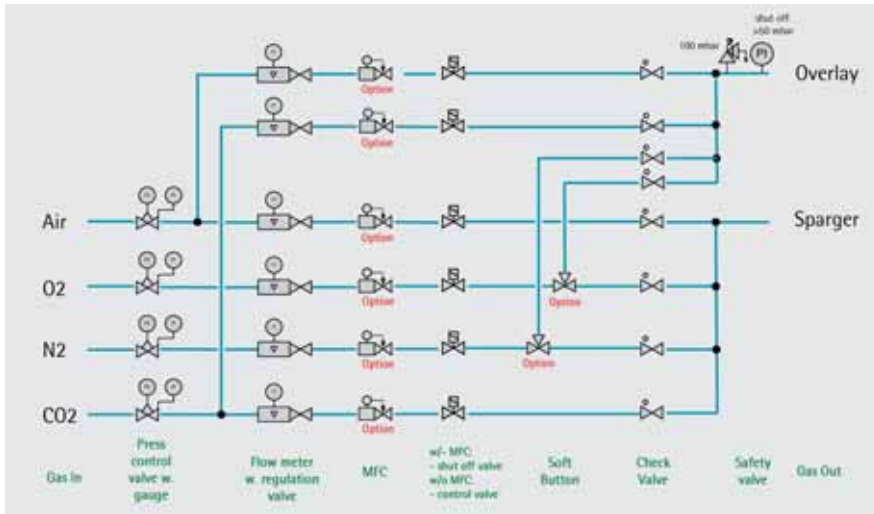 shut off
>50 mbar
100 mbar
PI
Overlay
Option
Option
Air
Sparger
Option
O2
Option
Option
N2
Option
Option
CO2
Option
Gas In
Press
control
valve w.
gauge
Flow meter
w. regulation
valve
MFC
w/- MFC:
- shut off valve
w/o MFC:
- control valve
Soft
Button
Check
Valve
Safety
valve
Gas Out